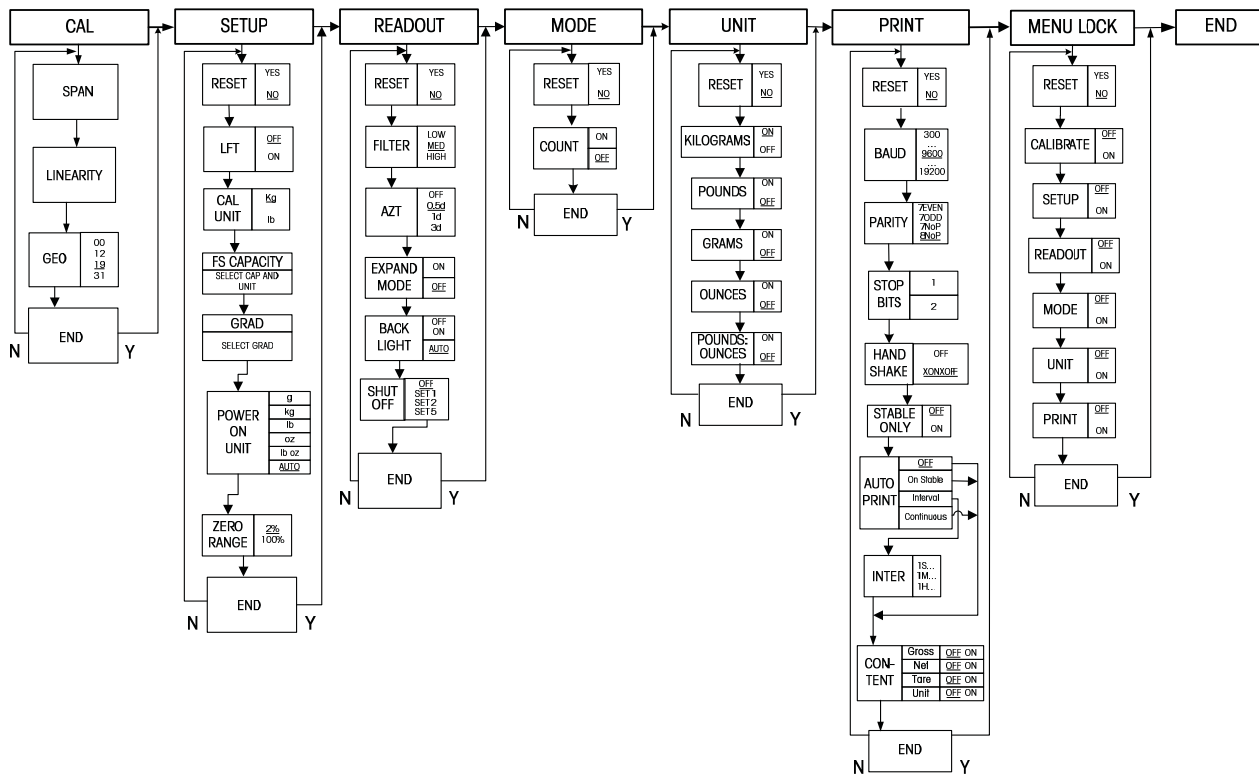 CAL
SPAN
LINEARITY
GEO
00
12
19
31
END
N
Y
SETUP
RESET
YES
NO
LFT
OFF
ON
CAL
UNIT
Kg
lb
FS CAPACITY
SELECT CAP AND
UNIT
GRAD
SELECT GRAD
POWER
ON
UNIT
g
kg
lb
oz
lb oz
AUTO
ZERO
RANGE
2%
100%
END
N
Y
READOUT
RESET
YES
NO
FILTER
LOW
MED
HIGH
AZT
OFF
0.5d
1d
3d
EXPAND
MODE
ON
OFF
BACK
LIGHT
OFF
ON
AUTO
SHUT
OFF
OFF
SET 1
SET 2
SET 5
END
N
Y
MODE
RESET
YES
NO
COUNT
ON
OFF
END
N
Y
UNIT
RESET
YES
NO
KILOGRAMS
ON
OFF
POUNDS
ON
OFF
GRAMS
ON
OFF
OUNCES
ON
OFF
POUNDS:
OUNCES
ON
OFF
END
N
Y
PRINT
RESET
YES
NO
BAUD
300
...
9600
...
19200
PARITY
7EVEN
7ODD
7NoP
8NoP
STOP
BITS
1
2
HAND
SHAKE
OFF
XONXOFF
STABLE
ONLY
OFF
ON
AUTO
PRINT
OFF
On Stable
Interval
Continuous
INTER
1S...
1M...
1H...
CON-
TENT
Gross OFF ON
Net OFF ON
Tare OFF ON
Unit OFF ON
END
N
Y
MENU LOCK
RESET
YES
NO
CALIBRATE
OFF
ON
SETUP
OFF
ON
READOUT
OFF
ON
MODE
OFF
ON
UNIT
OFF
ON
PRINT
OFF
ON
END
N
Y
END